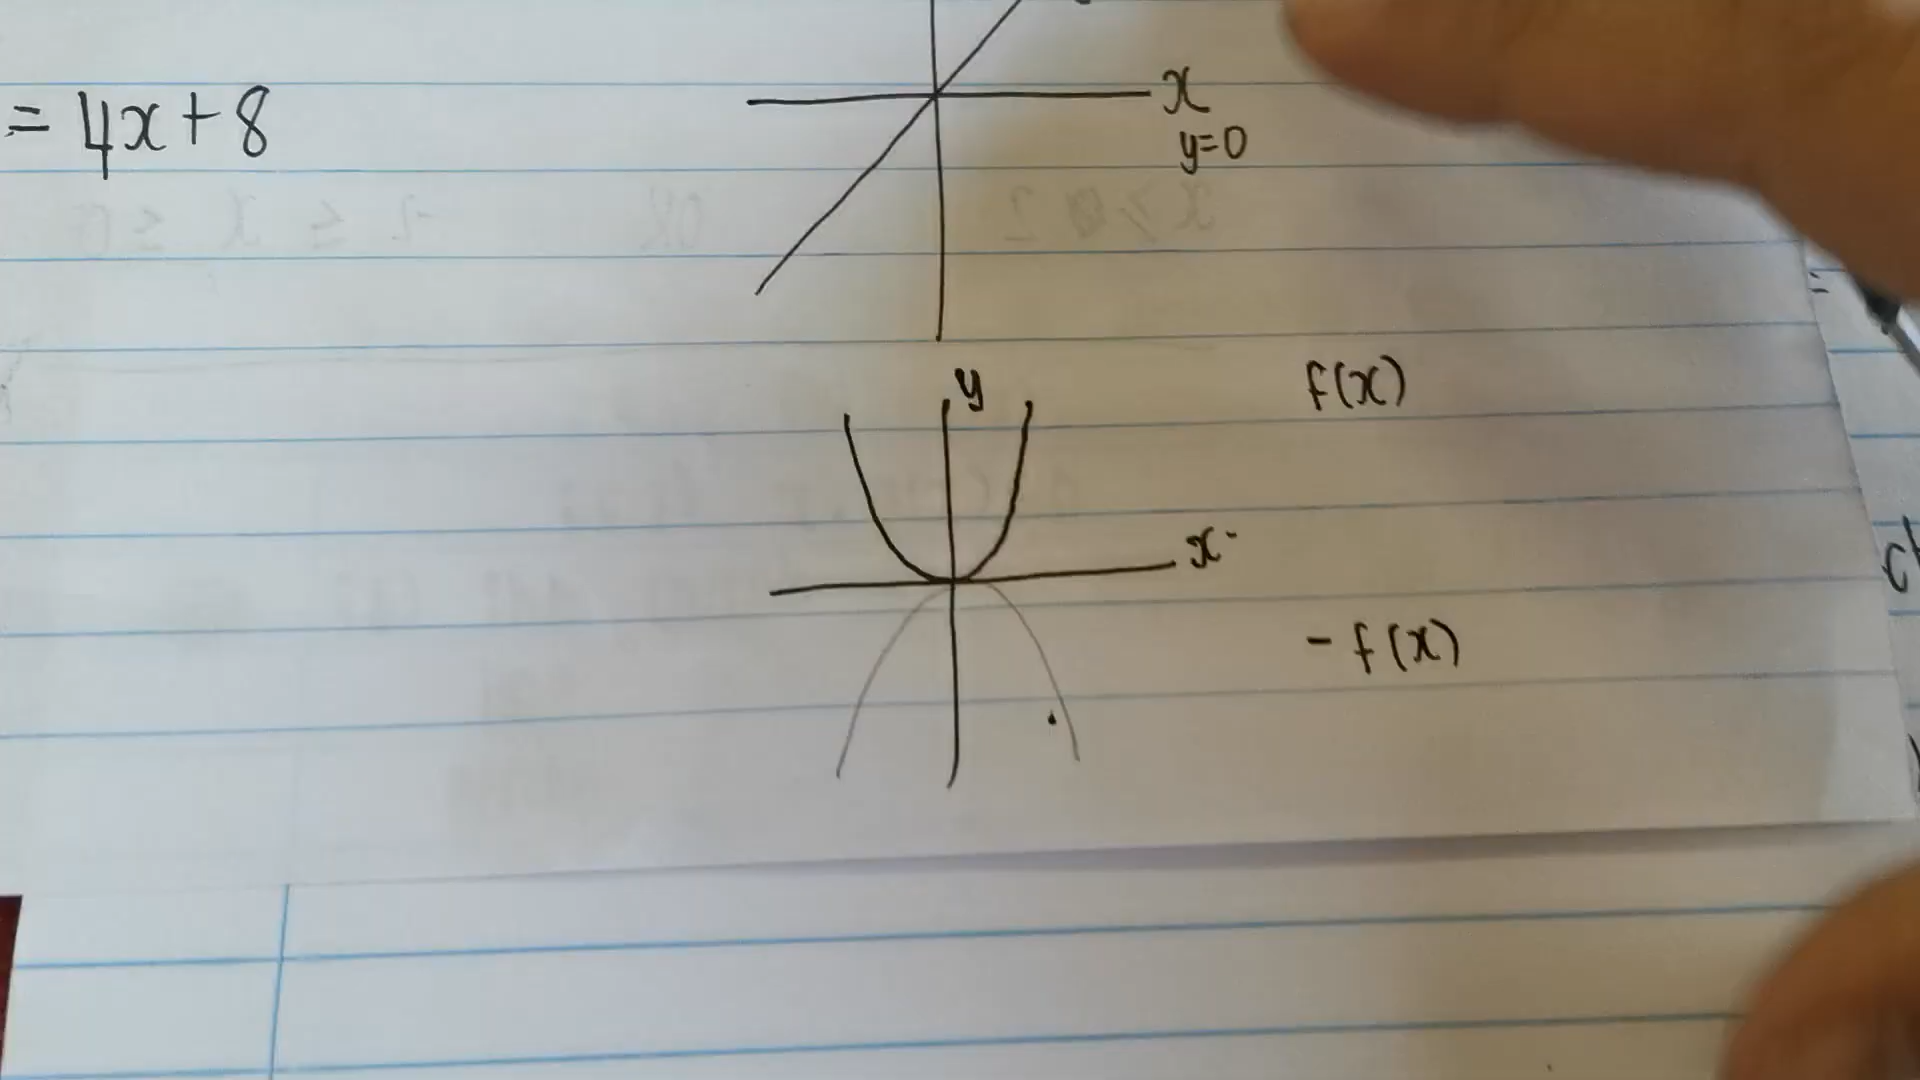 = 4x+8
x
y=0
y
f(x)
x
- f(x)